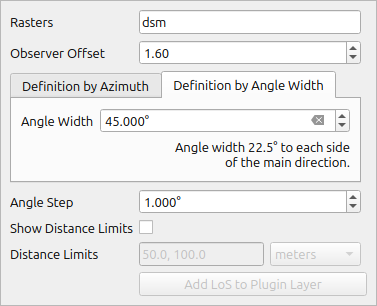 Rasters dsm
Observer Offset 1.60
Definition by Azimuth Definition by Angle Width
Angle Width 45.000°
Angle width 22.5° to each side
of the main direction.
Angle Step 1.000°
Show Distance Limits
Distance Limits 50.0, 100.0 meters
Add LoS to Plugin Layer